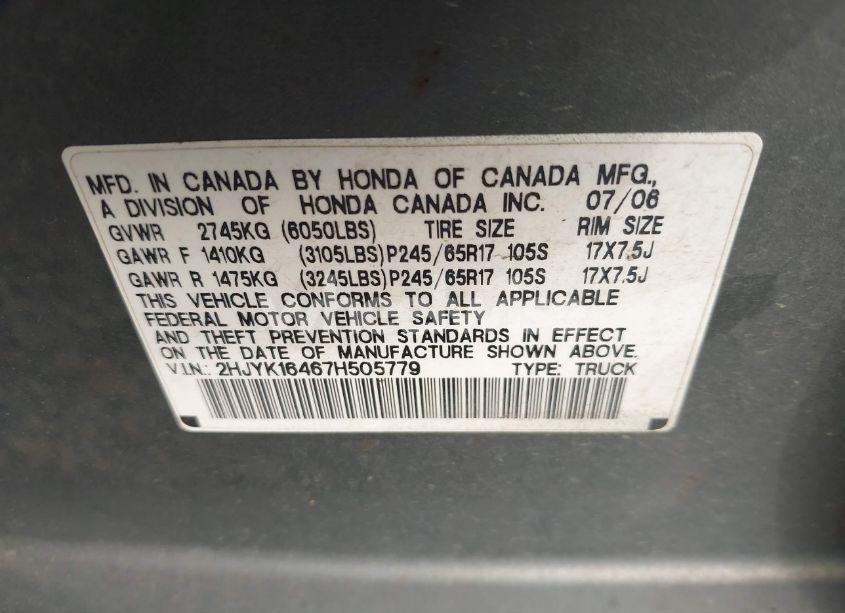 MFD. IN CANADA BY HONDA OF CANADA MFG.,
A DIVISION OF HONDA CANADA INC. 07/06
GVWR 2745KG (6050LBS) TIRE SIZE RIM SIZE
GAWR F 1410KG (3105LBS) P245/65R17 105S 17X7.5J
GAWR R 1475KG (3245LBS) P245/65R17 105S 17X7.5J
THIS VEHICLE CONFORMS TO ALL APPLICABLE
FEDERAL MOTOR VEHICLE SAFETY
AND THEFT PREVENTION STANDARDS IN EFFECT
ON THE DATE OF MANUFACTURE SHOWN ABOVE.
V.I.N.: 2HJYK16467H505779 TYPE: TRUCK